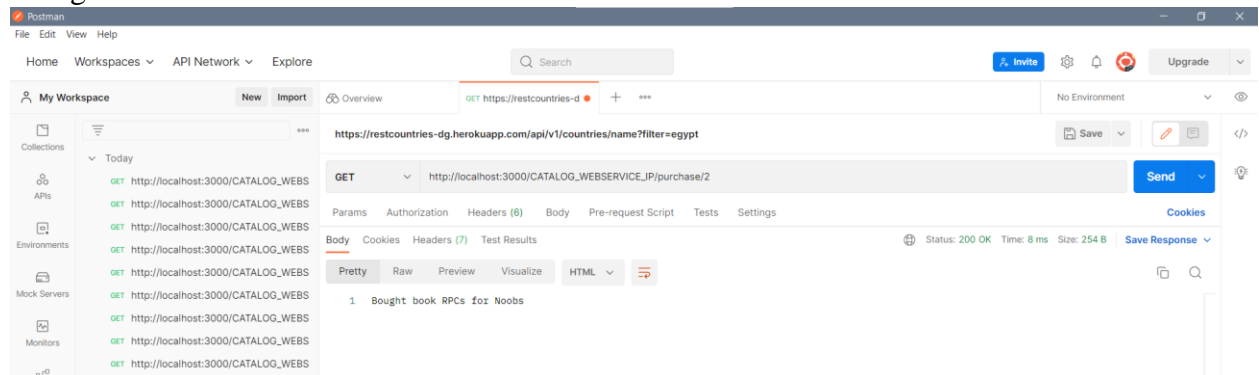 Postman
File Edit View Help
Home Workspaces API Network Explore Search Invite Upgrade
My Workspace New Import Overview GET https://restcountries-d No Environment
Collections
APIs
Environments
Mock Servers
Monitors
Today
GET http://localhost:3000/CATALOG_WEBS
GET http://localhost:3000/CATALOG_WEBS
GET http://localhost:3000/CATALOG_WEBS
GET http://localhost:3000/CATALOG_WEBS
GET http://localhost:3000/CATALOG_WEBS
GET http://localhost:3000/CATALOG_WEBS
GET http://localhost:3000/CATALOG_WEBS
GET http://localhost:3000/CATALOG_WEBS
GET http://localhost:3000/CATALOG_WEBS
https://restcountries-dg.herokuapp.com/api/v1/countries/name?filter=egypt Save
GET http://localhost:3000/CATALOG_WEBSERVICE_IP/purchase/2 Send
Params Authorization Headers (6) Body Pre-request Script Tests Settings Cookies
Body Cookies Headers (7) Test Results Status: 200 OK Time: 8 ms Size: 254 B Save Response
Pretty Raw Preview Visualize HTML
1 Bought book RPCs for Noobs